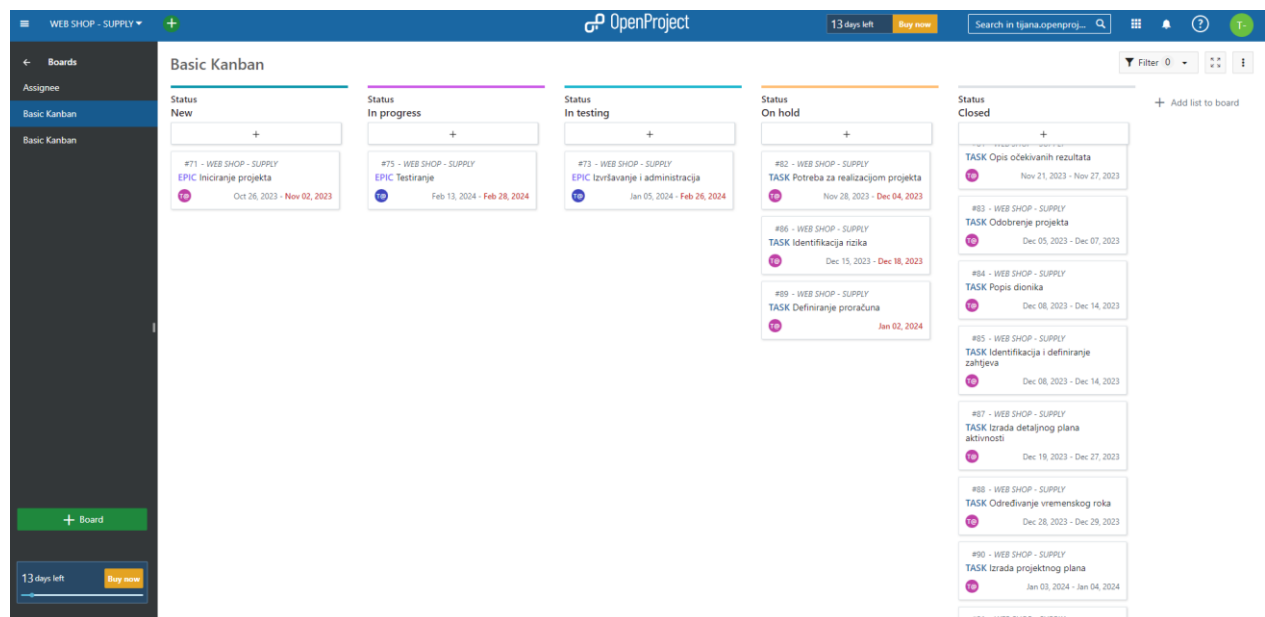 WEB SHOP - SUPPLY
OpenProject
13 days left
Buy now
Search in tijana.openproj...
T-
Boards
Assignee
Basic Kanban
Basic Kanban
Board
13 days left
Buy now
Basic Kanban
Filter 0
Status
New
+
#71 - WEB SHOP - SUPPLY
EPIC Iniciranje projekta
T@ Oct 26, 2023 - Nov 02, 2023
Status
In progress
+
#75 - WEB SHOP - SUPPLY
EPIC Testiranje
T@ Feb 13, 2024 - Feb 28, 2024
Status
In testing
+
#73 - WEB SHOP - SUPPLY
EPIC Izvršavanje i administracija
T@ Jan 05, 2024 - Feb 26, 2024
Status
On hold
+
#82 - WEB SHOP - SUPPLY
TASK Potreba za realizacijom projekta
T@ Nov 28, 2023 - Dec 04, 2023
#86 - WEB SHOP - SUPPLY
TASK Identifikacija rizika
T@ Dec 15, 2023 - Dec 18, 2023
#89 - WEB SHOP - SUPPLY
TASK Definiranje proračuna
T@ Jan 02, 2024
Status
Closed
+
TASK Opis očekivanih rezultata
T@ Nov 21, 2023 - Nov 27, 2023
#83 - WEB SHOP - SUPPLY
TASK Odobrenje projekta
T@ Dec 05, 2023 - Dec 07, 2023
#84 - WEB SHOP - SUPPLY
TASK Popis dionika
T@ Dec 08, 2023 - Dec 14, 2023
#85 - WEB SHOP - SUPPLY
TASK Identifikacija i definiranje
zahtjeva
T@ Dec 08, 2023 - Dec 14, 2023
#87 - WEB SHOP - SUPPLY
TASK Izrada detaljnog plana
aktivnosti
T@ Dec 19, 2023 - Dec 27, 2023
#88 - WEB SHOP - SUPPLY
TASK Određivanje vremenskog roka
T@ Dec 28, 2023 - Dec 29, 2023
#90 - WEB SHOP - SUPPLY
TASK Izrada projektnog plana
T@ Jan 03, 2024 - Jan 04, 2024
+ Add list to board